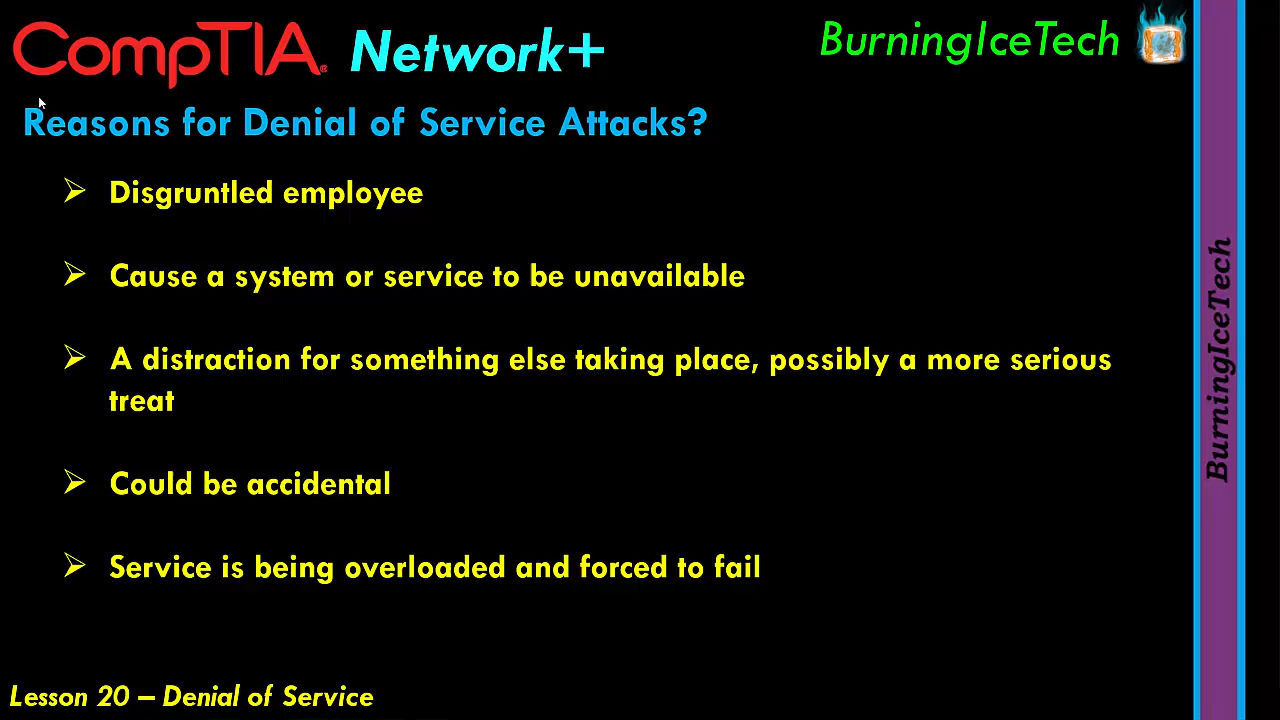 CompTIA® Network+
BurningIceTech
Reasons for Denial of Service Attacks?
➢ Disgruntled employee
➢ Cause a system or service to be unavailable
➢ A distraction for something else taking place, possibly a more serious
treat
➢ Could be accidental
➢ Service is being overloaded and forced to fail
BurningIceTech
Lesson 20 – Denial of Service